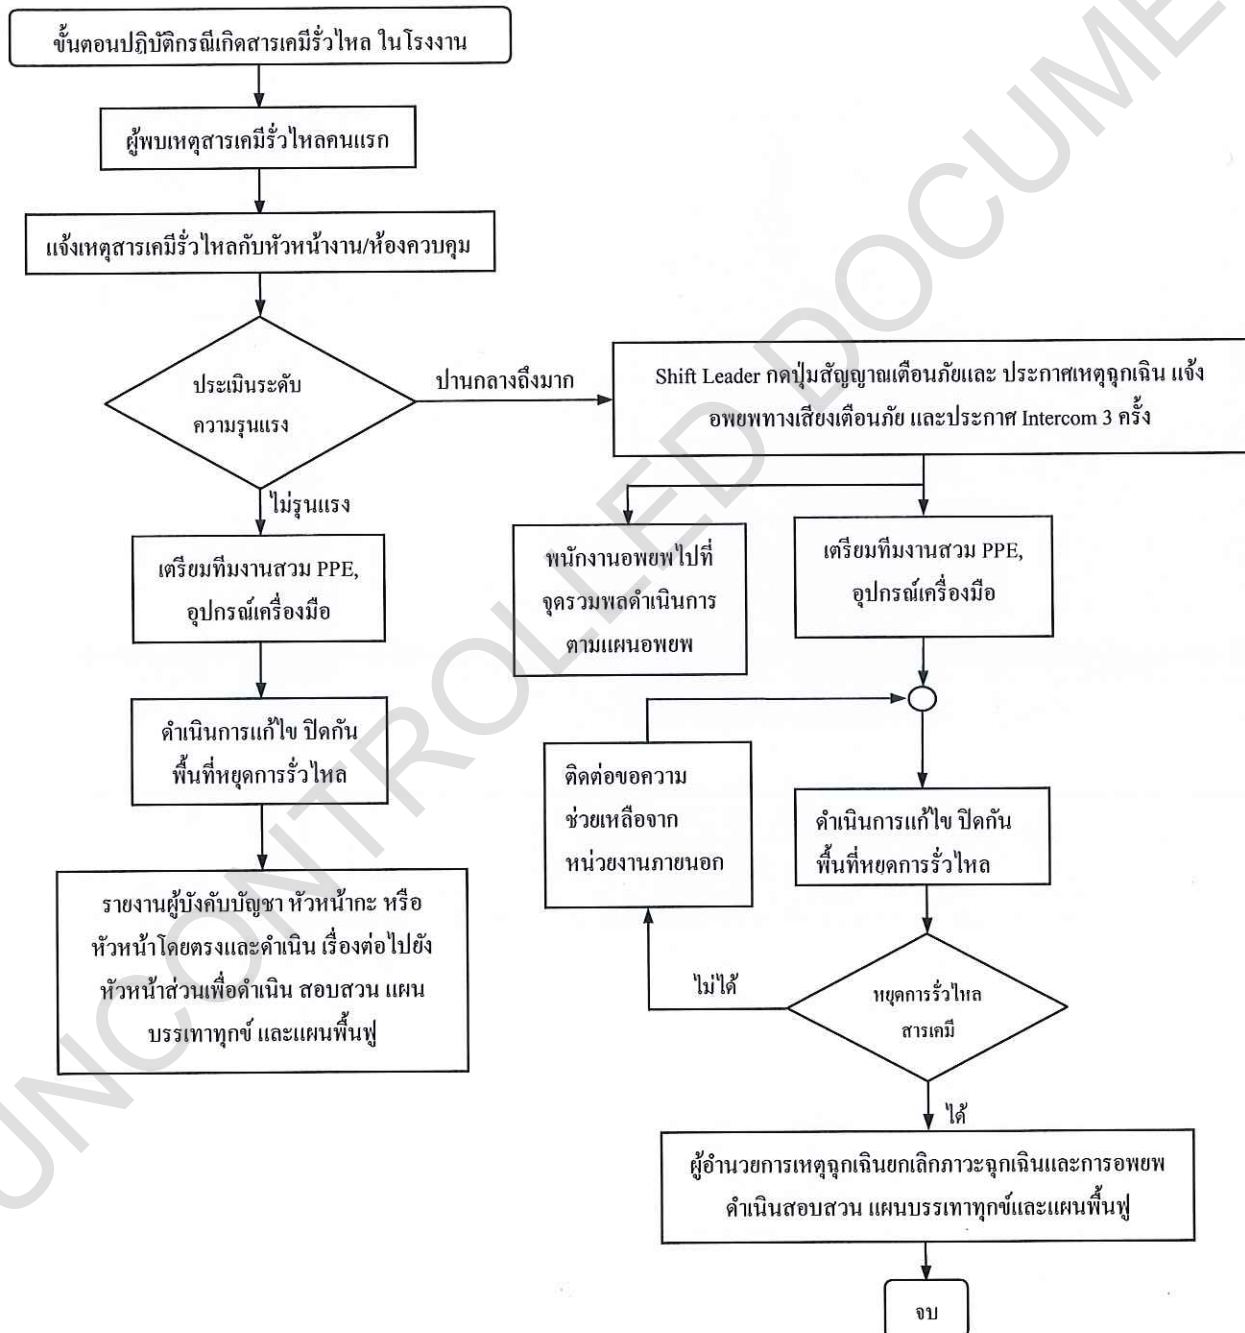 ขั้นตอนปฏิบัติกรณีเกิดสารเคมีรั่วไหล ในโรงงาน
ผู้พบเหตุสารเคมีรั่วไหลคนแรก
แจ้งเหตุสารเคมีรั่วไหลกับหัวหน้างาน/ห้องควบคุม
ประเมินระดับ
ความรุนแรง
ปานกลางถึงมาก
Shift Leader กดปุ่มสัญญาณเตือนภัยและ ประกาศเหตุฉุกเฉิน แจ้ง
อพยพทางเสียงเตือนภัย และประกาศ Intercom 3 ครั้ง
ไม่รุนแรง
เตรียมทีมงานสวม PPE,
อุปกรณ์เครื่องมือ
พนักงานอพยพไปที่
จุดรวมพลดำเนินการ
ตามแผนอพยพ
เตรียมทีมงานสวม PPE,
อุปกรณ์เครื่องมือ
ดำเนินการแก้ไข ปิดกั้น
พื้นที่หยุดการรั่วไหล
ติดต่อขอความ
ช่วยเหลือจาก
หน่วยงานภายนอก
ดำเนินการแก้ไข ปิดกั้น
พื้นที่หยุดการรั่วไหล
รายงานผู้บังคับบัญชา หัวหน้ากะ หรือ
หัวหน้าโดยตรงและดำเนิน เรื่องต่อไปยัง
หัวหน้าส่วนเพื่อดำเนิน สอบสวน แผน
บรรเทาทุกข์ และแผนพื้นฟู
ไม่ได้
หยุดการรั่วไหล
สารเคมี
ได้
ผู้อำนวยการเหตุฉุกเฉินยกเลิกภาวะฉุกเฉินและการอพยพ
ดำเนินสอบสวน แผนบรรเทาทุกข์และแผนพื้นฟู
จบ
UNCONTROLLED DOCUME